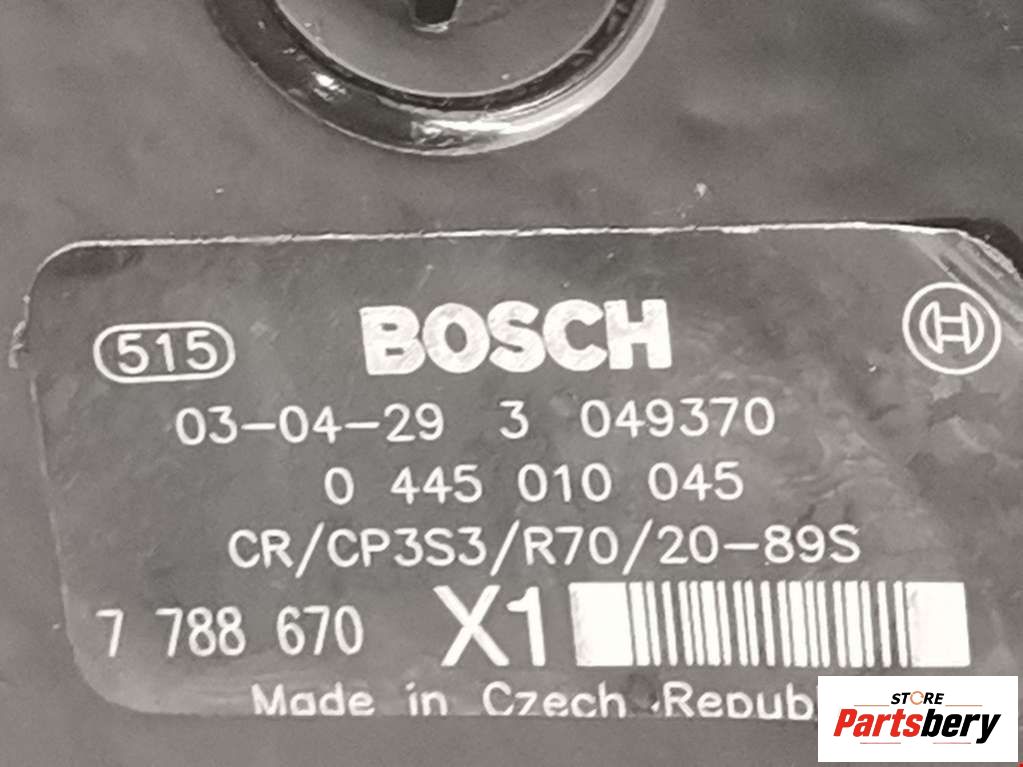 515 BOSCH
03-04-29 3 049370
0 445 010 045
CR/CP3S3/R70/20-89S
7 788 670 X1
Made in Czech Republ
STORE
Partsbery